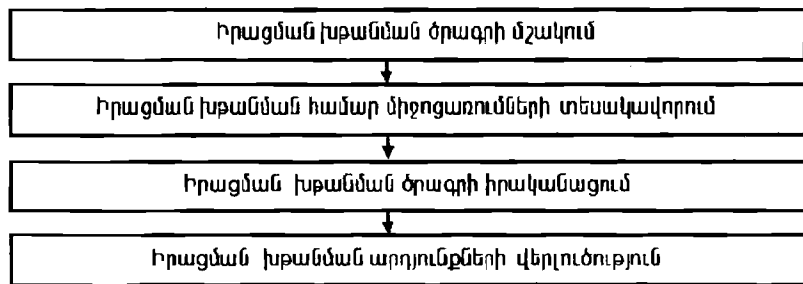 Իրացման խթանման ծրագրի մշակում
Իրացման խթանման համար միջոցառումների տեսակավորում
Իրացման խթանման ծրագրի իրականացում
Իրացման խթանման արդյունքների վերլուծություն